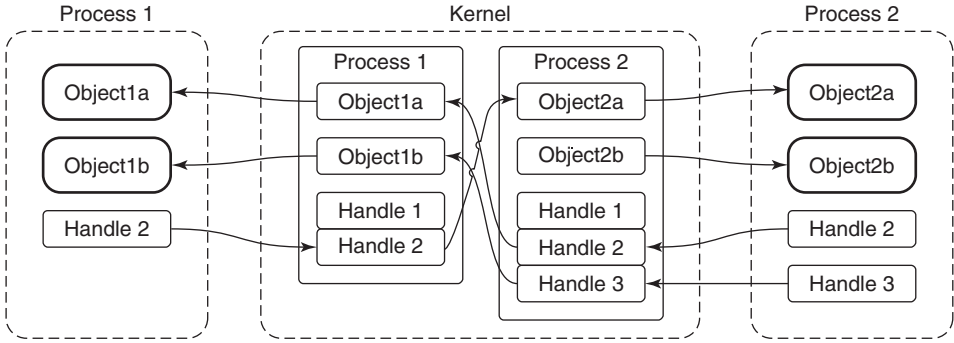 Process 1
Kernel
Process 2
Process 1
Process 2
Object1a
Object1a
Object2a
Object2a
Object1b
Object1b
Object2b
Object2b
Handle 1
Handle 1
Handle 2
Handle 2
Handle 2
Handle 2
Handle 3
Handle 3